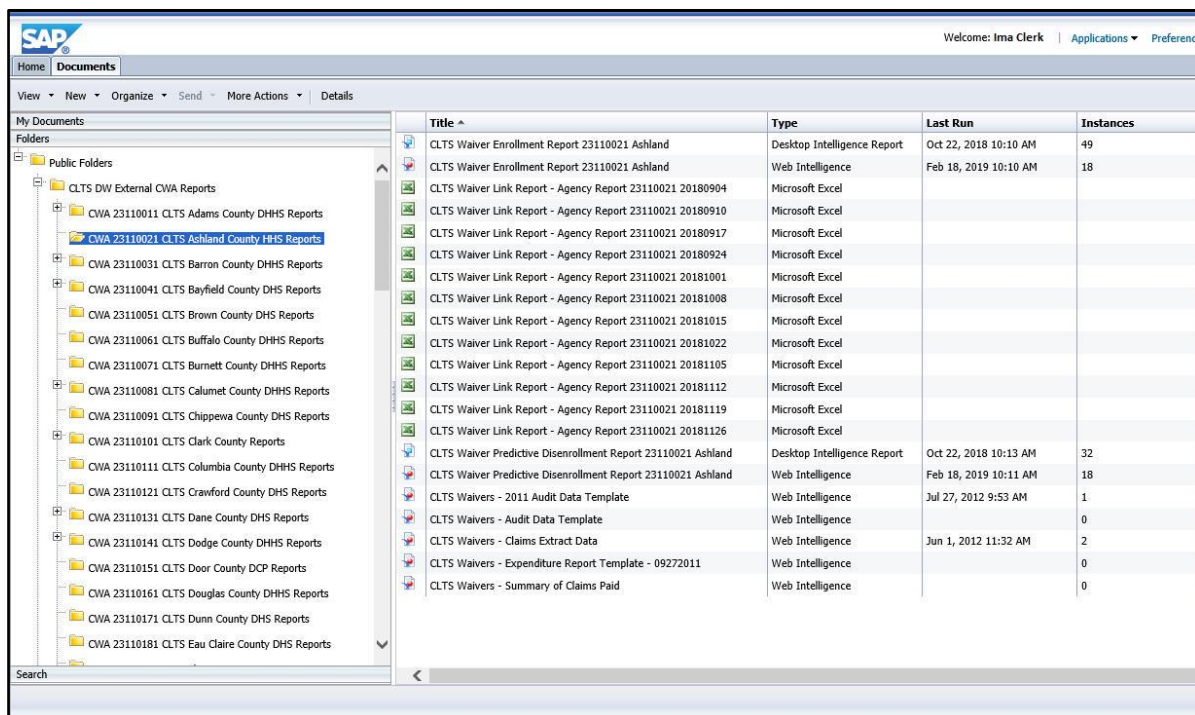 SAP®
Welcome: Ima Clerk | Applications Preferenc
Home Documents
View New Organize Send More Actions | Details
My Documents
Folders
Public Folders
CLTS DW External CWA Reports
CWA 23110011 CLTS Adams County DHHS Reports
CWA 23110021 CLTS Ashland County HHS Reports
CWA 23110031 CLTS Barron County DHHS Reports
CWA 23110041 CLTS Bayfield County DHS Reports
CWA 23110051 CLTS Brown County DHS Reports
CWA 23110061 CLTS Buffalo County DHHS Reports
CWA 23110071 CLTS Burnett County DHHS Reports
CWA 23110081 CLTS Calumet County DHHS Reports
CWA 23110091 CLTS Chippewa County DHS Reports
CWA 23110101 CLTS Clark County Reports
CWA 23110111 CLTS Columbia County DHHS Reports
CWA 23110121 CLTS Crawford County DHS Reports
CWA 23110131 CLTS Dane County DHS Reports
CWA 23110141 CLTS Dodge County DHHS Reports
CWA 23110151 CLTS Door County DCP Reports
CWA 23110161 CLTS Douglas County DHHS Reports
CWA 23110171 CLTS Dunn County DHS Reports
CWA 23110181 CLTS Eau Claire County DHS Reports
Search
Title Type Last Run Instances
CLTS Waiver Enrollment Report 23110021 Ashland Desktop Intelligence Report Oct 22, 2018 10:10 AM 49
CLTS Waiver Enrollment Report 23110021 Ashland Web Intelligence Feb 18, 2019 10:10 AM 18
CLTS Waiver Link Report - Agency Report 23110021 20180904 Microsoft Excel
CLTS Waiver Link Report - Agency Report 23110021 20180910 Microsoft Excel
CLTS Waiver Link Report - Agency Report 23110021 20180917 Microsoft Excel
CLTS Waiver Link Report - Agency Report 23110021 20180924 Microsoft Excel
CLTS Waiver Link Report - Agency Report 23110021 20181001 Microsoft Excel
CLTS Waiver Link Report - Agency Report 23110021 20181008 Microsoft Excel
CLTS Waiver Link Report - Agency Report 23110021 20181015 Microsoft Excel
CLTS Waiver Link Report - Agency Report 23110021 20181022 Microsoft Excel
CLTS Waiver Link Report - Agency Report 23110021 20181105 Microsoft Excel
CLTS Waiver Link Report - Agency Report 23110021 20181112 Microsoft Excel
CLTS Waiver Link Report - Agency Report 23110021 20181119 Microsoft Excel
CLTS Waiver Link Report - Agency Report 23110021 20181126 Microsoft Excel
CLTS Waiver Predictive Disenrollment Report 23110021 Ashland Desktop Intelligence Report Oct 22, 2018 10:13 AM 32
CLTS Waiver Predictive Disenrollment Report 23110021 Ashland Web Intelligence Feb 18, 2019 10:11 AM 18
CLTS Waivers - 2011 Audit Data Template Web Intelligence Jul 27, 2012 9:53 AM 1
CLTS Waivers - Audit Data Template Web Intelligence 0
CLTS Waivers - Claims Extract Data Web Intelligence Jun 1, 2012 11:32 AM 2
CLTS Waivers - Expenditure Report Template - 09272011 Web Intelligence 0
CLTS Waivers - Summary of Claims Paid Web Intelligence 0